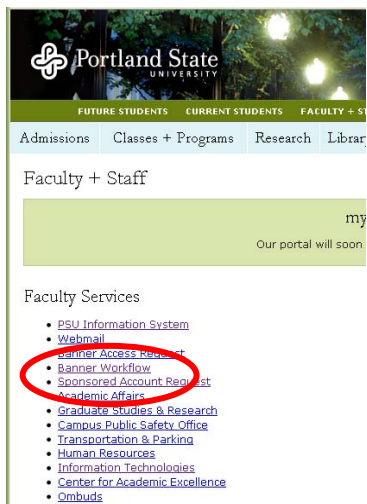 Portland State
UNIVERSITY
FUTURE STUDENTS CURRENT STUDENTS FACULTY + ST
Admissions Classes + Programs Research Library
Faculty + Staff
my
Our portal will soon
Faculty Services
• PSU Information System
• Webmail
• Banner Access Request
• Banner Workflow
• Sponsored Account Request
• Academic Affairs
• Graduate Studies & Research
• Campus Public Safety Office
• Transportation & Parking
• Human Resources
• Information Technologies
• Center for Academic Excellence
• Ombuds